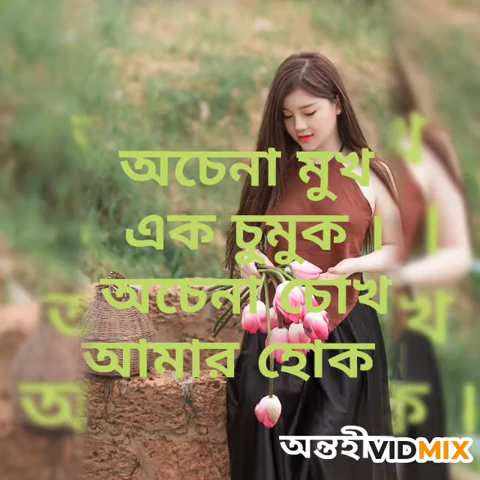 অচেনা মুখ
এক চুমুক ।
অচেনা চোখ
আমার হোক
অন্তহী
VIDMIX